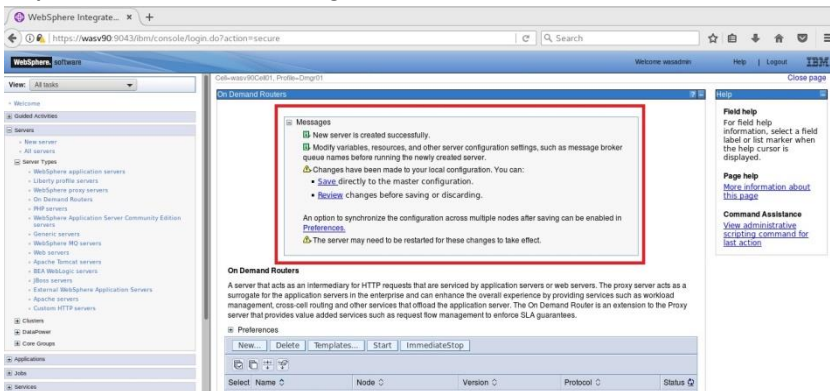 WebSphere Integrate... × +
https://wasv90:9043/ibm/console/login.do?action=secure
Search
WebSphere. software
Welcome wasadmin
Help | Logout
IBM
View: All tasks
Cell=wasv90Cell01, Profile=Dmgr01
Close page
Welcome
Guided Activities
Servers
New server
All servers
Server Types
WebSphere application servers
Liberty profile servers
WebSphere proxy servers
On Demand Routers
PHP servers
WebSphere Application Server Community Edition
servers
Generic servers
WebSphere MQ servers
Web servers
Apache Tomcat servers
BEA WebLogic servers
JBoss servers
External WebSphere Application Servers
Apache servers
Custom HTTP servers
Clusters
DataPower
Core Groups
Applications
Jobs
Services
On Demand Routers
? -
Messages
New server is created successfully.
Modify variables, resources, and other server configuration settings, such as message broker
queue names before running the newly created server.
Changes have been made to your local configuration. You can:
• Save directly to the master configuration.
• Review changes before saving or discarding.
An option to synchronize the configuration across multiple nodes after saving can be enabled in
Preferences.
The server may need to be restarted for these changes to take effect.
On Demand Routers
A server that acts as an intermediary for HTTP requests that are serviced by application servers or web servers. The proxy server acts as a
surrogate for the application servers in the enterprise and can enhance the overall experience by providing services such as workload
management, cross-cell routing and other services that offload the application server. The On Demand Router is an extension to the Proxy
server that provides value added services such as request flow management to enforce SLA guarantees.
Preferences
New... Delete Templates... Start ImmediateStop
Select Name Node Version Protocol Status
Help
Field help
For field help
information, select a field
label or list marker when
the help cursor is
displayed.
Page help
More information about
this page
Command Assistance
View administrative
scripting command for
last action